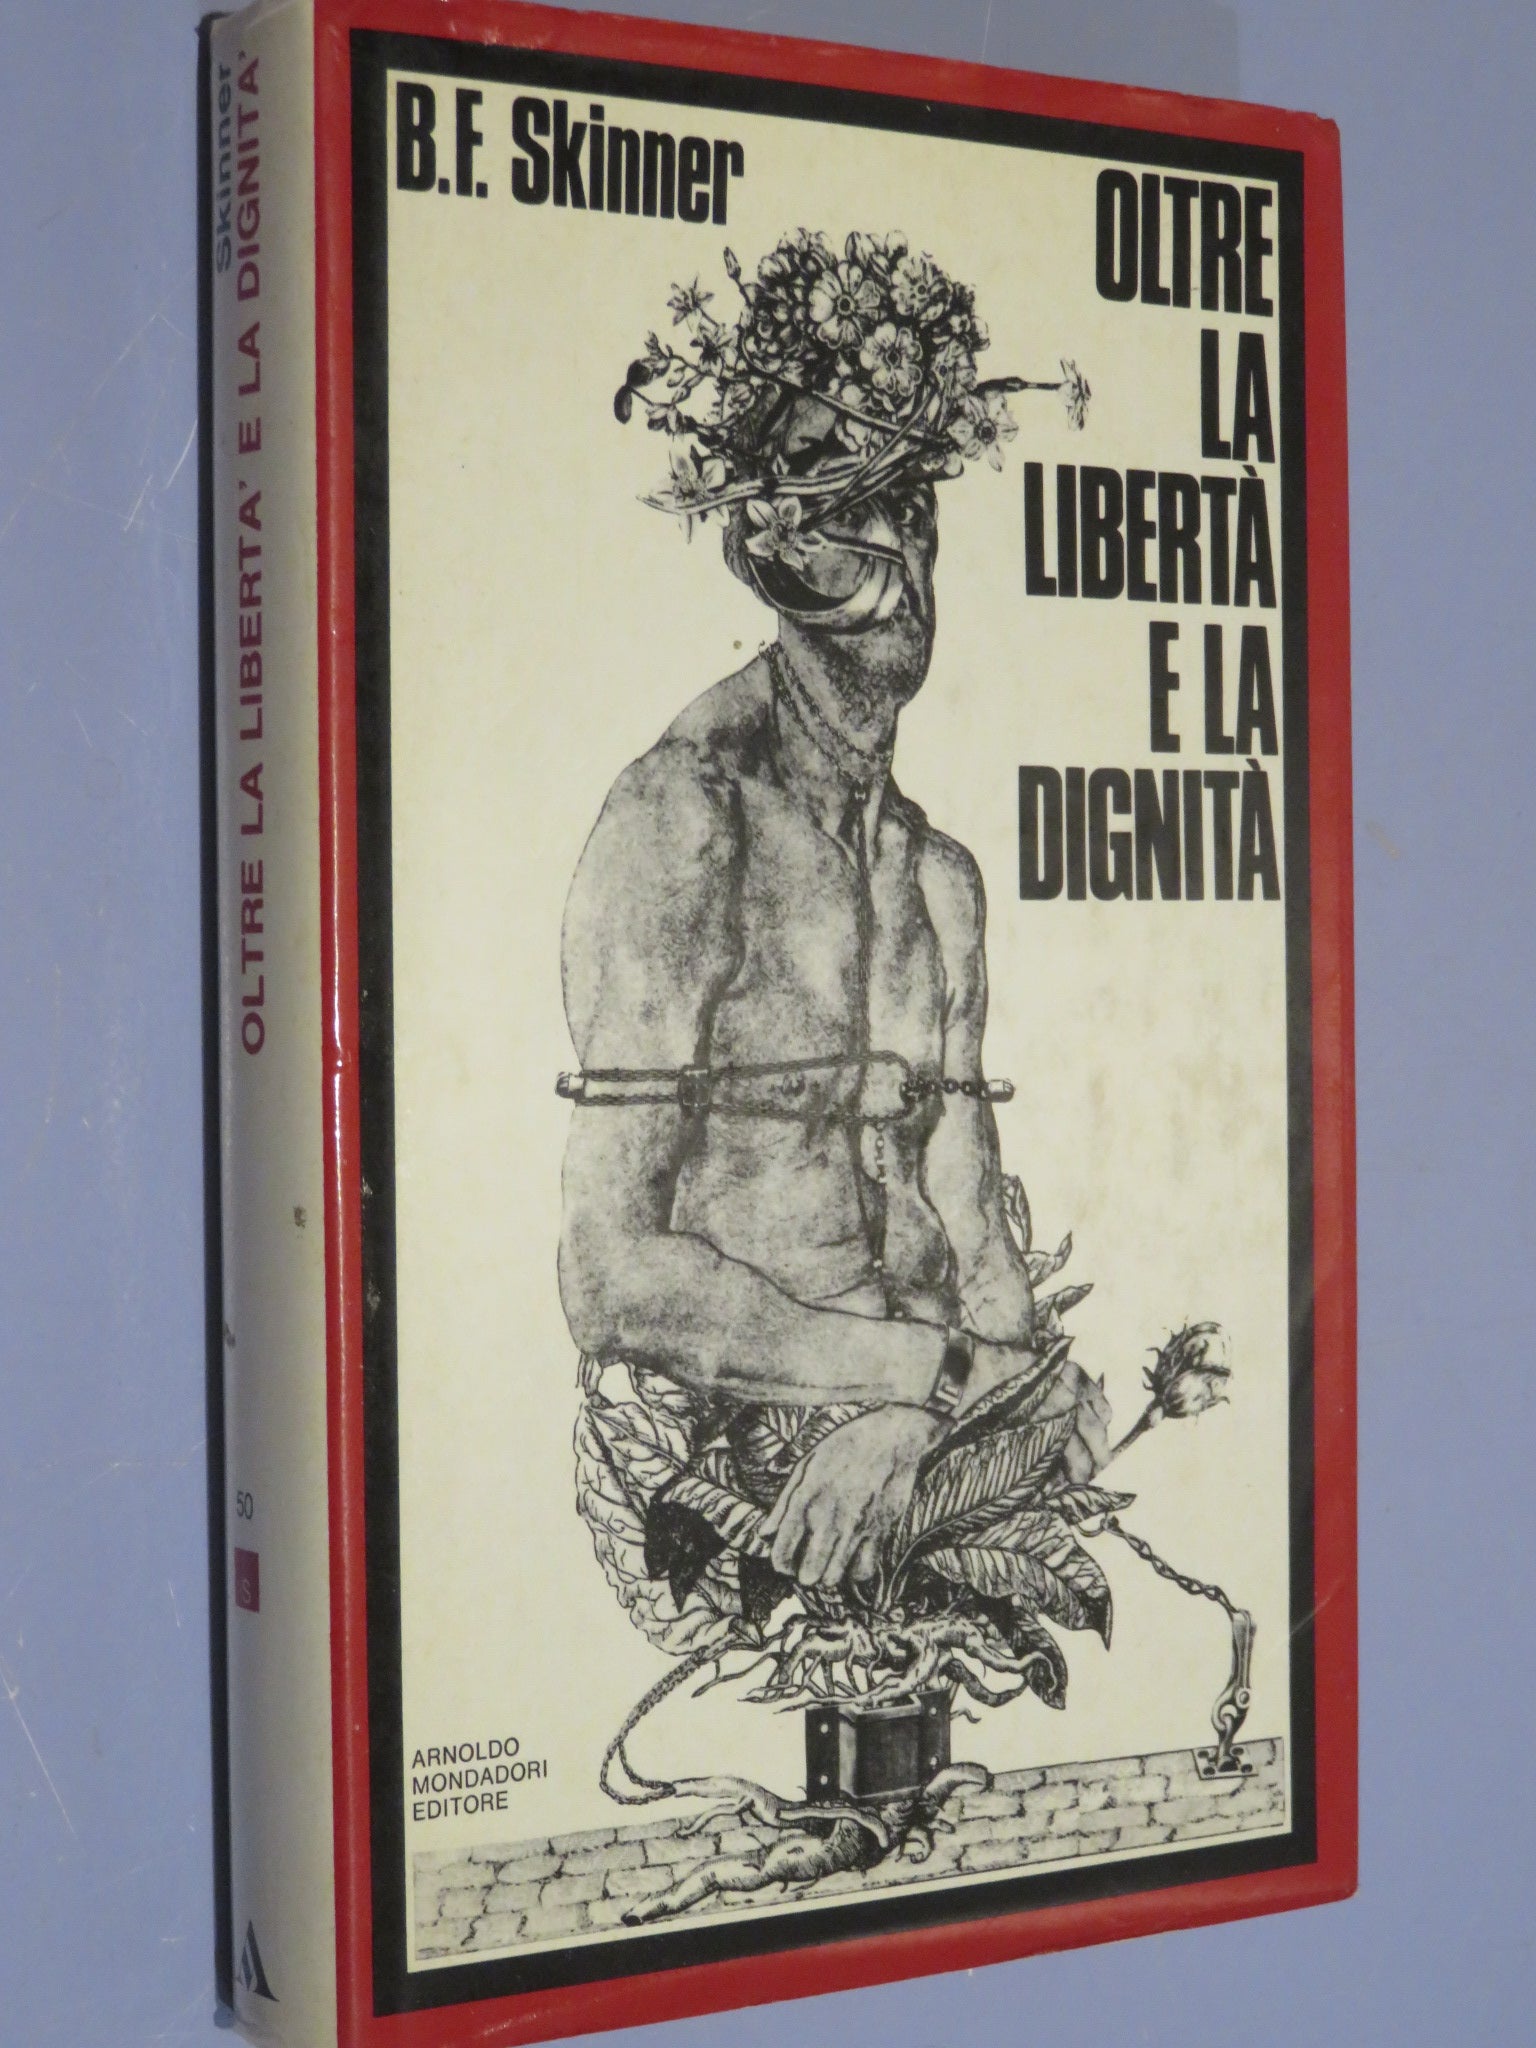 B.F. Skinner
OLTRE
LA
LIBERTÀ
E LA
DIGNITÀ
ARNOLDO
MONDADORI
EDITORE
Skinner
OLTRE LA LIBERTA' E LA DIGNITA'
50
S